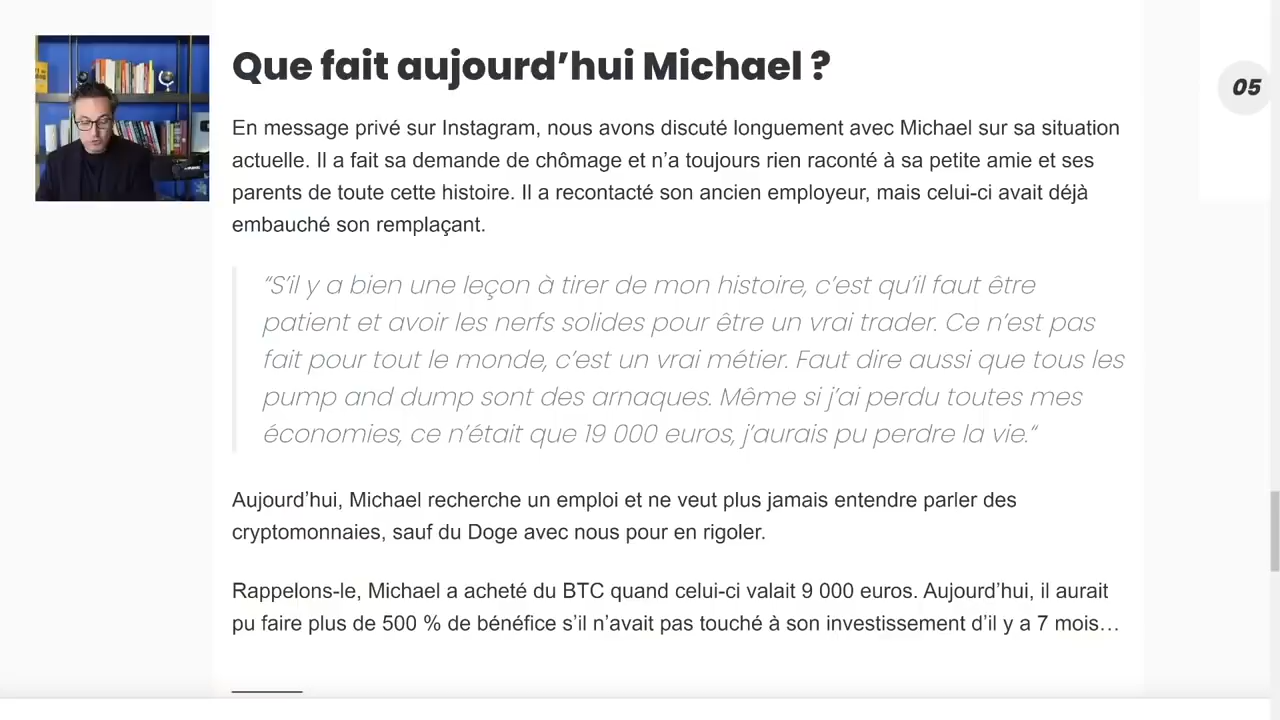 Que fait aujourd’hui Michael ?
05
En message privé sur Instagram, nous avons discuté longuement avec Michael sur sa situation
actuelle. Il a fait sa demande de chômage et n’a toujours rien raconté à sa petite amie et ses
parents de toute cette histoire. Il a recontacté son ancien employeur, mais celui-ci avait déjà
embauché son remplaçant.
“S’il y a bien une leçon à tirer de mon histoire, c’est qu’il faut être
patient et avoir les nerfs solides pour être un vrai trader. Ce n’est pas
fait pour tout le monde, c’est un vrai métier. Faut dire aussi que tous les
pump and dump sont des arnaques. Même si j’ai perdu toutes mes
économies, ce n’était que 19 000 euros, j’aurais pu perdre la vie.“
Aujourd’hui, Michael recherche un emploi et ne veut plus jamais entendre parler des
cryptomonnaies, sauf du Doge avec nous pour en rigoler.
Rappelons-le, Michael a acheté du BTC quand celui-ci valait 9 000 euros. Aujourd’hui, il aurait
pu faire plus de 500 % de bénéfice s’il n’avait pas touché à son investissement d’il y a 7 mois…